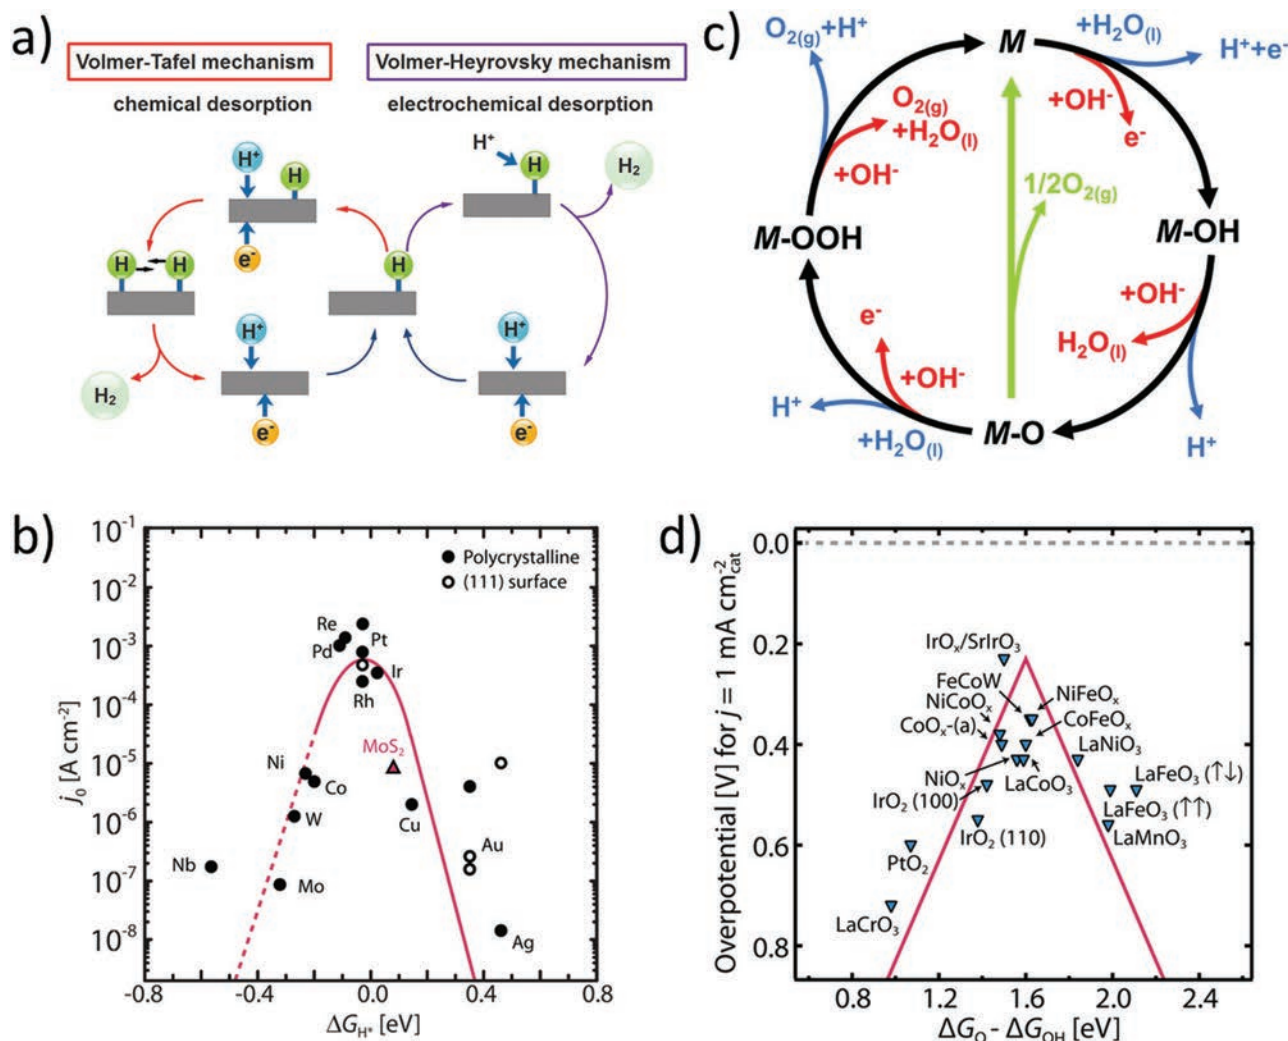 a)
Volmer-Tafel mechanism
Volmer-Heyrovsky mechanism
chemical desorption
electrochemical desorption
H⁺
H
e⁻
H
H
H₂
H⁺
e⁻
H
H⁺
H
H₂
H⁺
e⁻
c)
O₂(g)+H⁺
M
+H₂O(l)
H⁺+e⁻
+OH⁻
e⁻
O₂(g)
+H₂O(l)
+OH⁻
1/2O₂(g)
M-OOH
M-OH
+OH⁻
H₂O(l)
H⁺
e⁻
+OH⁻
H⁺
+H₂O(l)
M-O
b)
j₀ [A cm⁻²]
10⁻¹
10⁻²
10⁻³
10⁻⁴
10⁻⁵
10⁻⁶
10⁻⁷
10⁻⁸
Polycrystalline
(111) surface
Re
Pt
Pd
Ir
Rh
MoS₂
Ni
Co
W
Cu
Au
Nb
Mo
Ag
-0.8
-0.4
0.0
0.4
0.8
ΔG_H* [eV]
d)
Overpotential [V] for j = 1 mA cm⁻²cat
0.0
0.2
0.4
0.6
0.8
IrOₓ/SrIrO₃
FeCoW
NiFeOₓ
NiCoOₓ
CoFeOₓ
CoOₓ-(a)
LaNiO₃
NiOₓ
LaCoO₃
LaFeO₃ (↑↓)
IrO₂ (100)
LaFeO₃ (↑↑)
IrO₂ (110)
LaMnO₃
PtO₂
LaCrO₃
0.8
1.2
1.6
2.0
2.4
ΔG_O - ΔG_OH [eV]